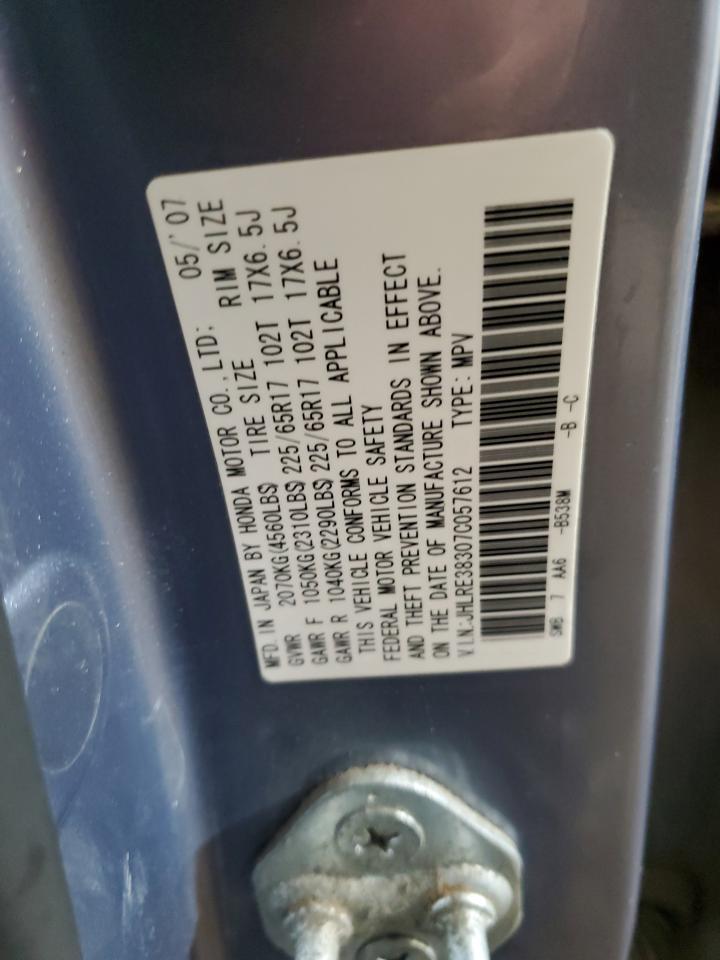 MFD. IN JAPAN BY HONDA MOTOR CO., LTD: 05/'07
TIRE SIZE RIM SIZE
GVWR 2070KG(4560LBS)
GAWR F 1050KG(2310LBS) 225/65R17 102T 17X6.5J
GAWR R 1040KG(2290LBS) 225/65R17 102T 17X6.5J
THIS VEHICLE CONFORMS TO ALL APPLICABLE
FEDERAL MOTOR VEHICLE SAFETY
AND THEFT PREVENTION STANDARDS IN EFFECT
ON THE DATE OF MANUFACTURE SHOWN ABOVE.
V.I.N.:JHLRE38307C057612 TYPE: MPV
SWB 7 AA6 -B538M -B -C